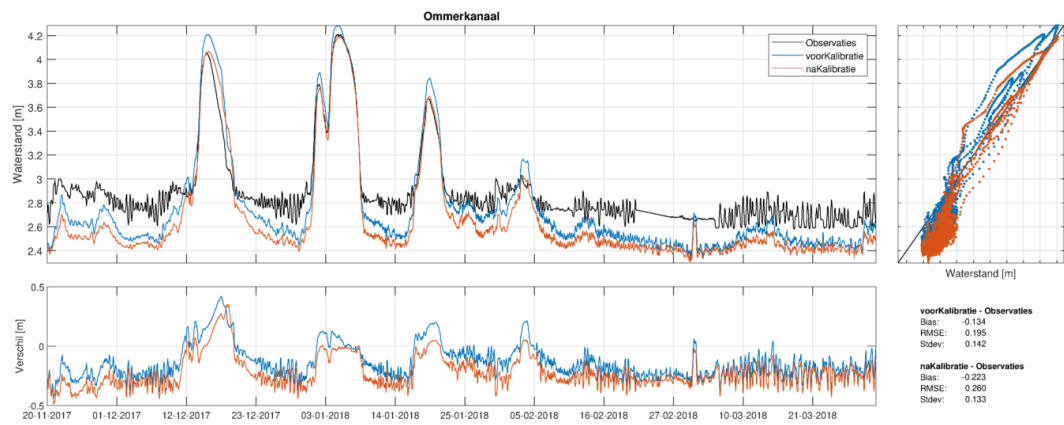 Ommerkanaal
Waterstand [m]
4.2
4
3.8
3.6
3.4
3.2
3
2.8
2.6
2.4
Observaties
voorKalibratie
naKalibratie
Waterstand [m]
Verschil [m]
0.5
0
-0.5
20-11-2017 01-12-2017 12-12-2017 23-12-2017 03-01-2018 14-01-2018 25-01-2018 05-02-2018 16-02-2018 27-02-2018 10-03-2018 21-03-2018
voorKalibratie - Observaties
Bias: -0.134
RMSE: 0.195
Stdev: 0.142
naKalibratie - Observaties
Bias: -0.223
RMSE: 0.260
Stdev: 0.133